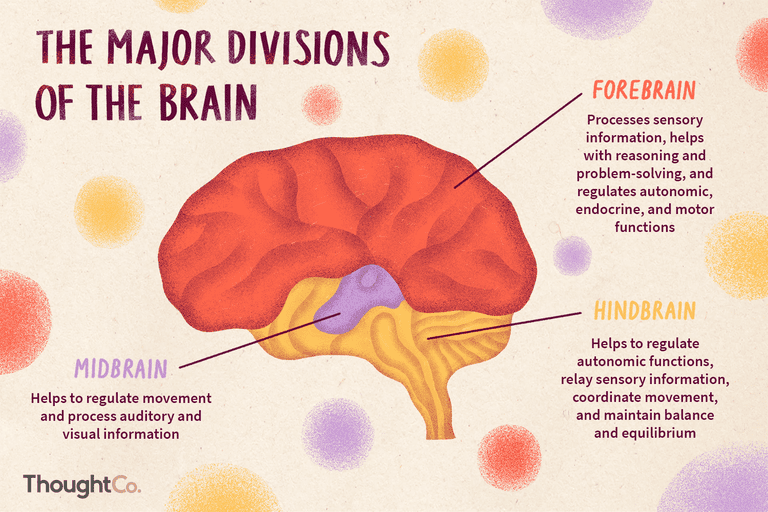 THE MAJOR DIVISIONS
OF THE BRAIN
FOREBRAIN
Processes sensory
information, helps
with reasoning and
problem-solving, and
regulates autonomic,
endocrine, and motor
functions
HINDBRAIN
Helps to regulate
autonomic functions,
relay sensory information,
coordinate movement,
and maintain balance
and equilibrium
MIDBRAIN
Helps to regulate movement
and process auditory and
visual information
ThoughtCo.